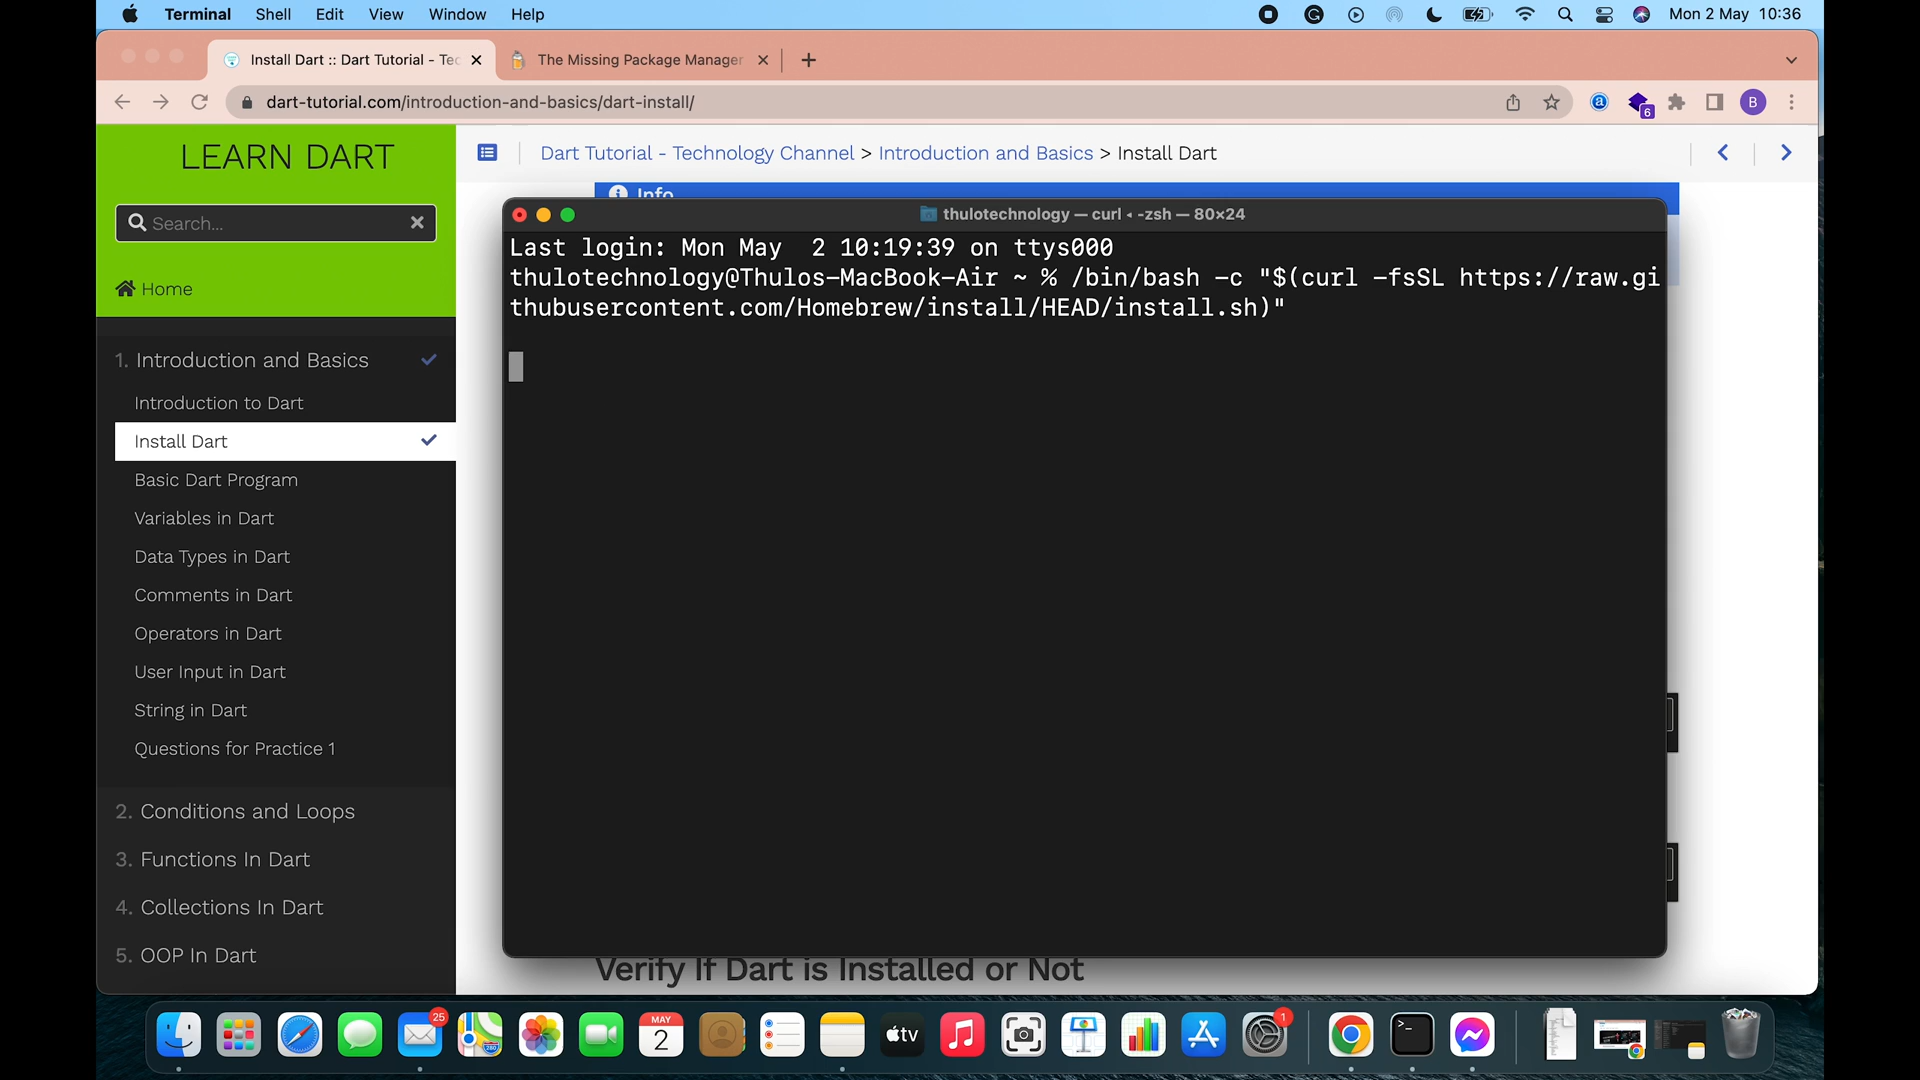 Terminal Shell Edit View Window Help Mon 2 May 10:36
Install Dart :: Dart Tutorial - Tec The Missing Package Manager
dart-tutorial.com/introduction-and-basics/dart-install/
6
B
LEARN DART
Dart Tutorial - Technology Channel > Introduction and Basics > Install Dart
Info
Search...
Home
1. Introduction and Basics
Introduction to Dart
Install Dart
Basic Dart Program
Variables in Dart
Data Types in Dart
Comments in Dart
Operators in Dart
User Input in Dart
String in Dart
Questions for Practice 1
2. Conditions and Loops
3. Functions In Dart
4. Collections In Dart
5. OOP In Dart
thulotechnology — curl ◂ -zsh — 80×24
Last login: Mon May  2 10:19:39 on ttys000
thulotechnology@Thulos-MacBook-Air ~ % /bin/bash -c "$(curl -fsSL https://raw.gi
thubusercontent.com/Homebrew/install/HEAD/install.sh)"
Verify If Dart is Installed or Not
25
MAY
2
tv
1